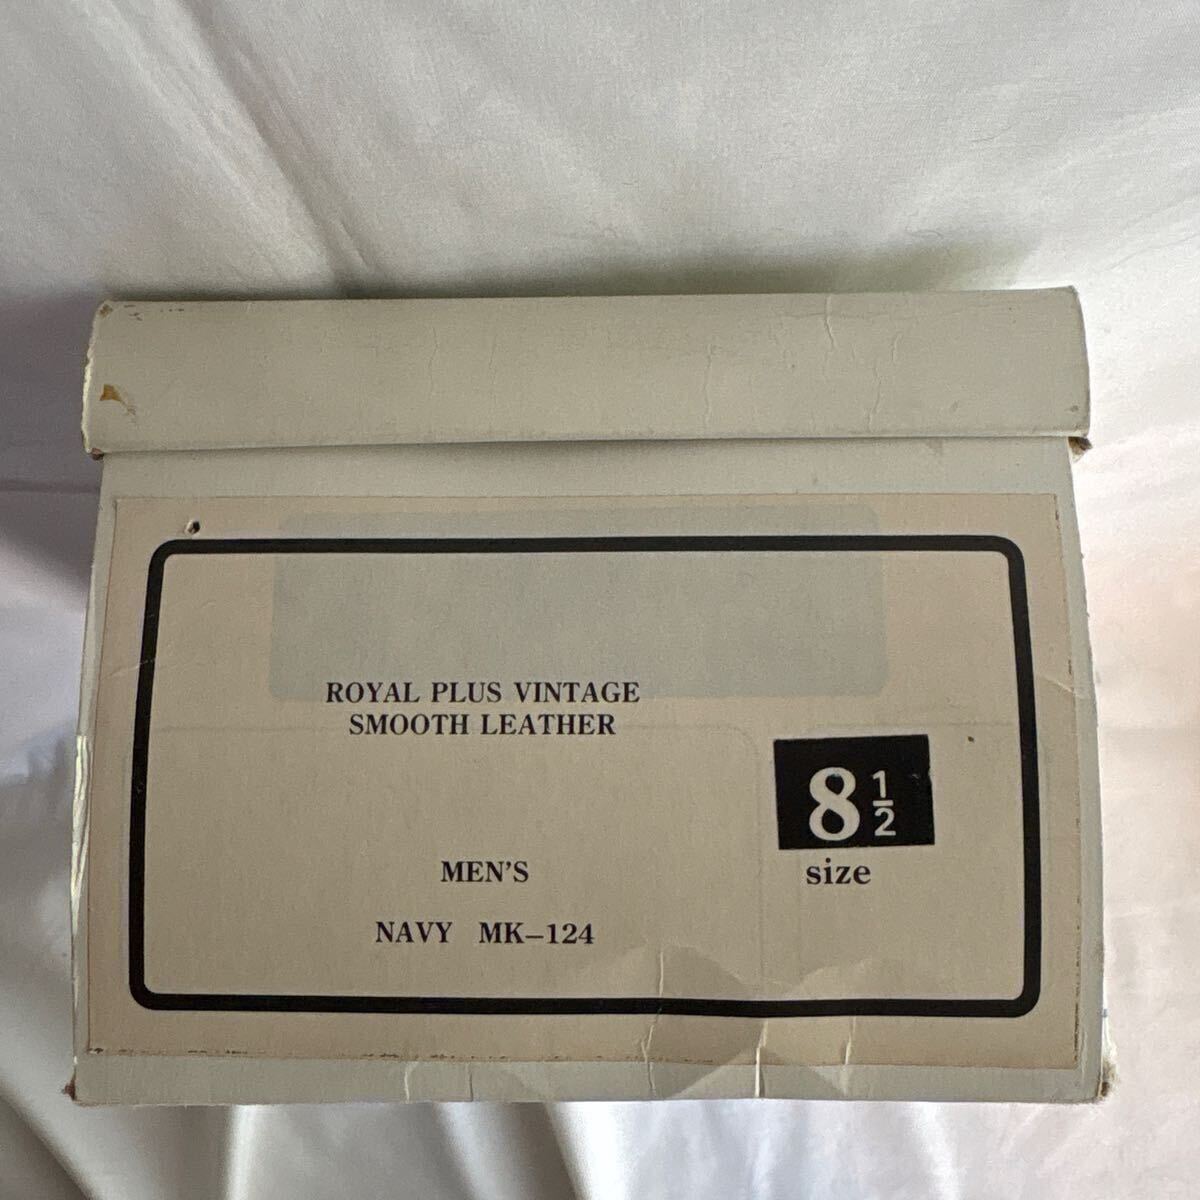 ROYAL PLUS VINTAGE
SMOOTH LEATHER
8 1/2
size
MEN'S
NAVY MK-124